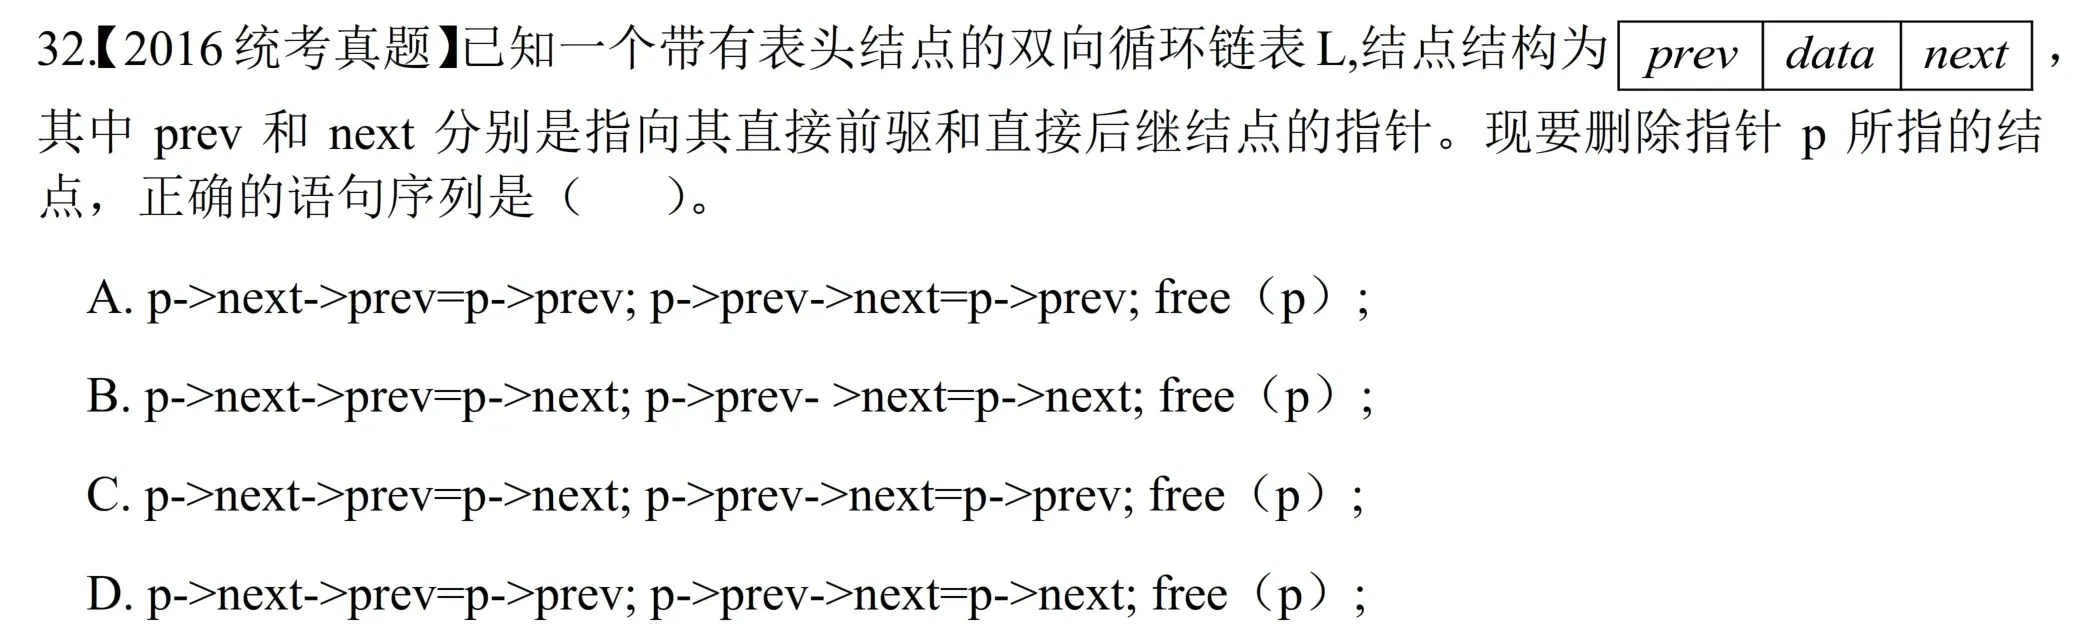 32.【2016统考真题】已知一个带有表头结点的双向循环链表L,结点结构为 prev data next ，
其中 prev 和 next 分别是指向其直接前驱和直接后继结点的指针。现要删除指针 p 所指的结
点，正确的语句序列是（  ）。
A. p->next->prev=p->prev; p->prev->next=p->prev; free（p）;
B. p->next->prev=p->next; p->prev- >next=p->next; free（p）;
C. p->next->prev=p->next; p->prev->next=p->prev; free（p）;
D. p->next->prev=p->prev; p->prev->next=p->next; free（p）;